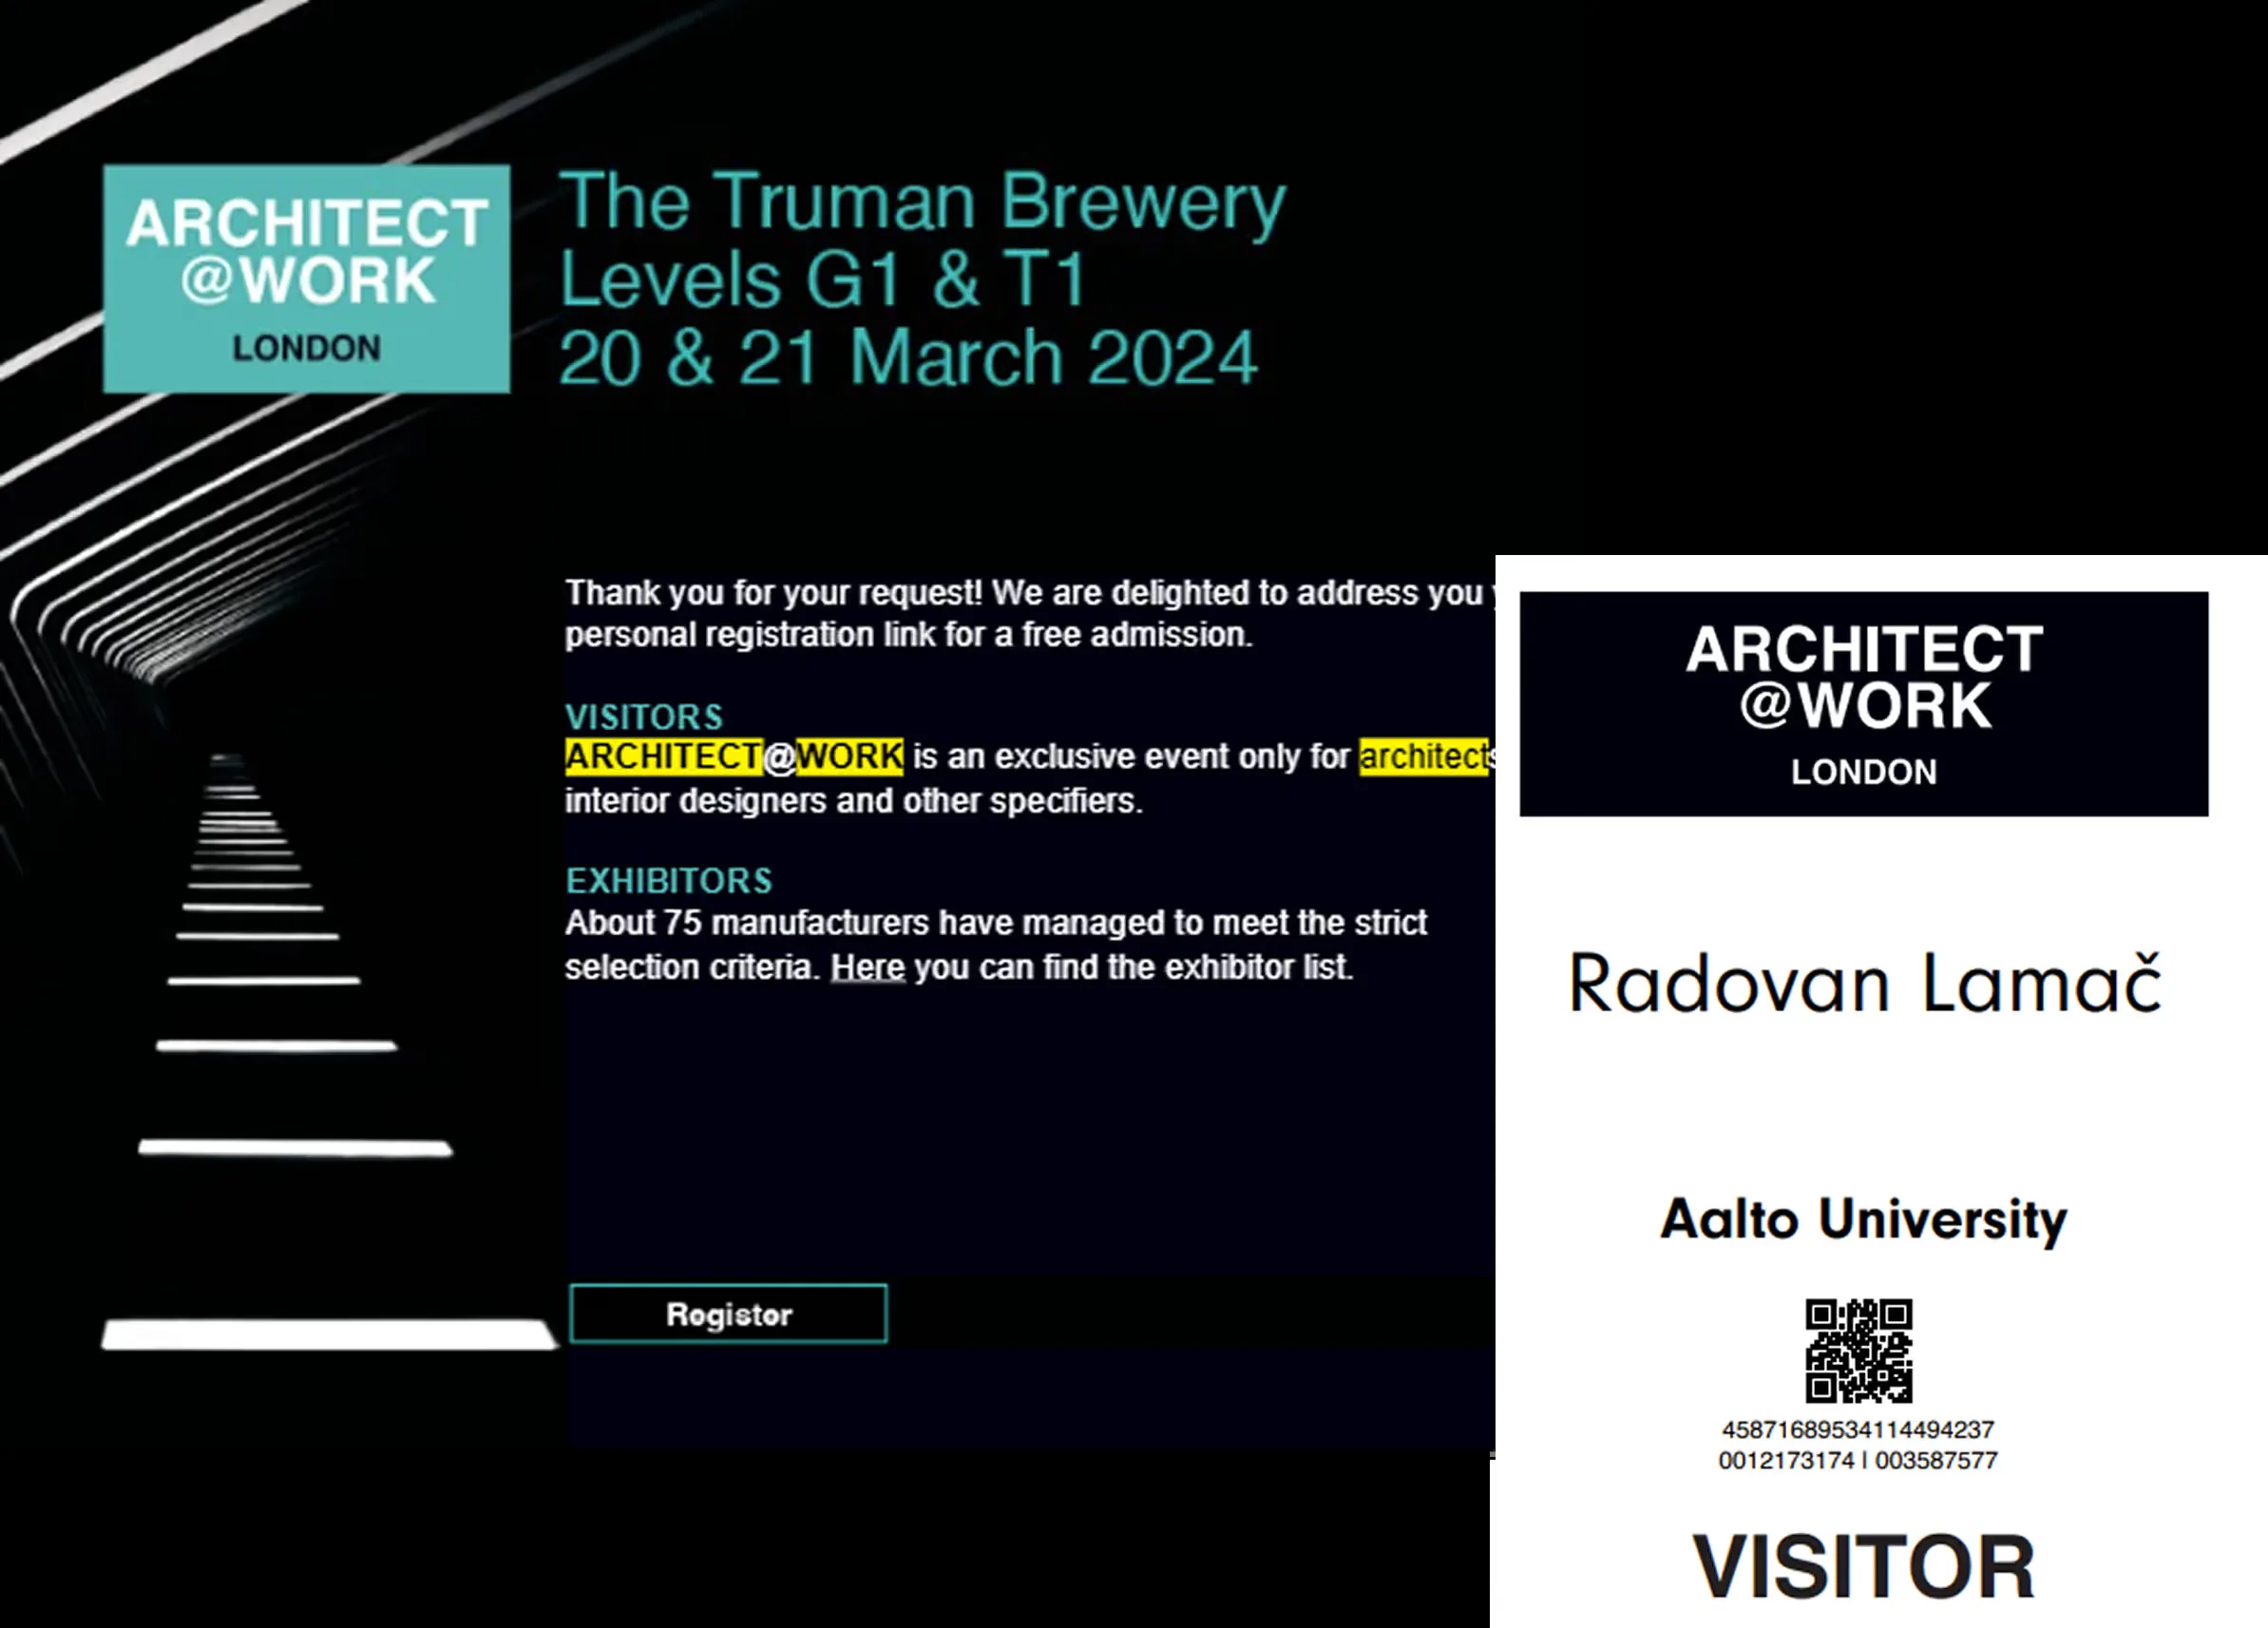 ARCHITECT
@WORK
LONDON
The Truman Brewery
Levels G1 & T1
20 & 21 March 2024
Thank you for your request! We are delighted to address you
personal registration link for a free admission.
VISITORS
ARCHITECT@WORK is an exclusive event only for architects
interior designers and other specifiers.
EXHIBITORS
About 75 manufacturers have managed to meet the strict
selection criteria. Here you can find the exhibitor list.
Register
ARCHITECT
@WORK
LONDON
Radovan Lamač
Aalto University
45871689534114494237
0012173174 | 003587577
VISITOR